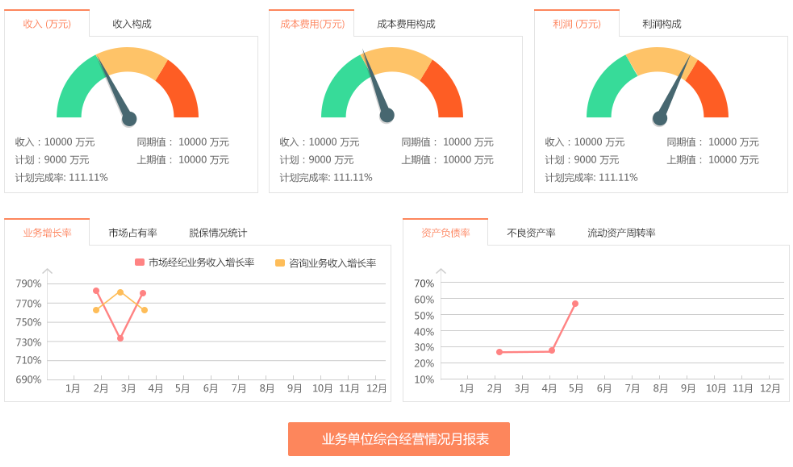 收入 (万元) 收入构成
成本费用(万元) 成本费用构成
利润 (万元) 利润构成
收入：10000 万元 同期值： 10000 万元
计划：9000 万元 上期值： 10000 万元
计划完成率: 111.11%
收入：10000 万元 同期值： 10000 万元
计划：9000 万元 上期值： 10000 万元
计划完成率: 111.11%
收入：10000 万元 同期值： 10000 万元
计划：9000 万元 上期值： 10000 万元
计划完成率: 111.11%
业务增长率 市场占有率 脱保情况统计
市场经纪业务收入增长率 咨询业务收入增长率
790%
770%
750%
730%
710%
690%
1月 2月 3月 4月 5月 6月 7月 8月 9月 10月 11月 12月
资产负债率 不良资产率 流动资产周转率
70%
60%
50%
40%
30%
20%
10%
1月 2月 3月 4月 5月 6月 7月 8月 9月 10月 11月 12月
业务单位综合经营情况月报表